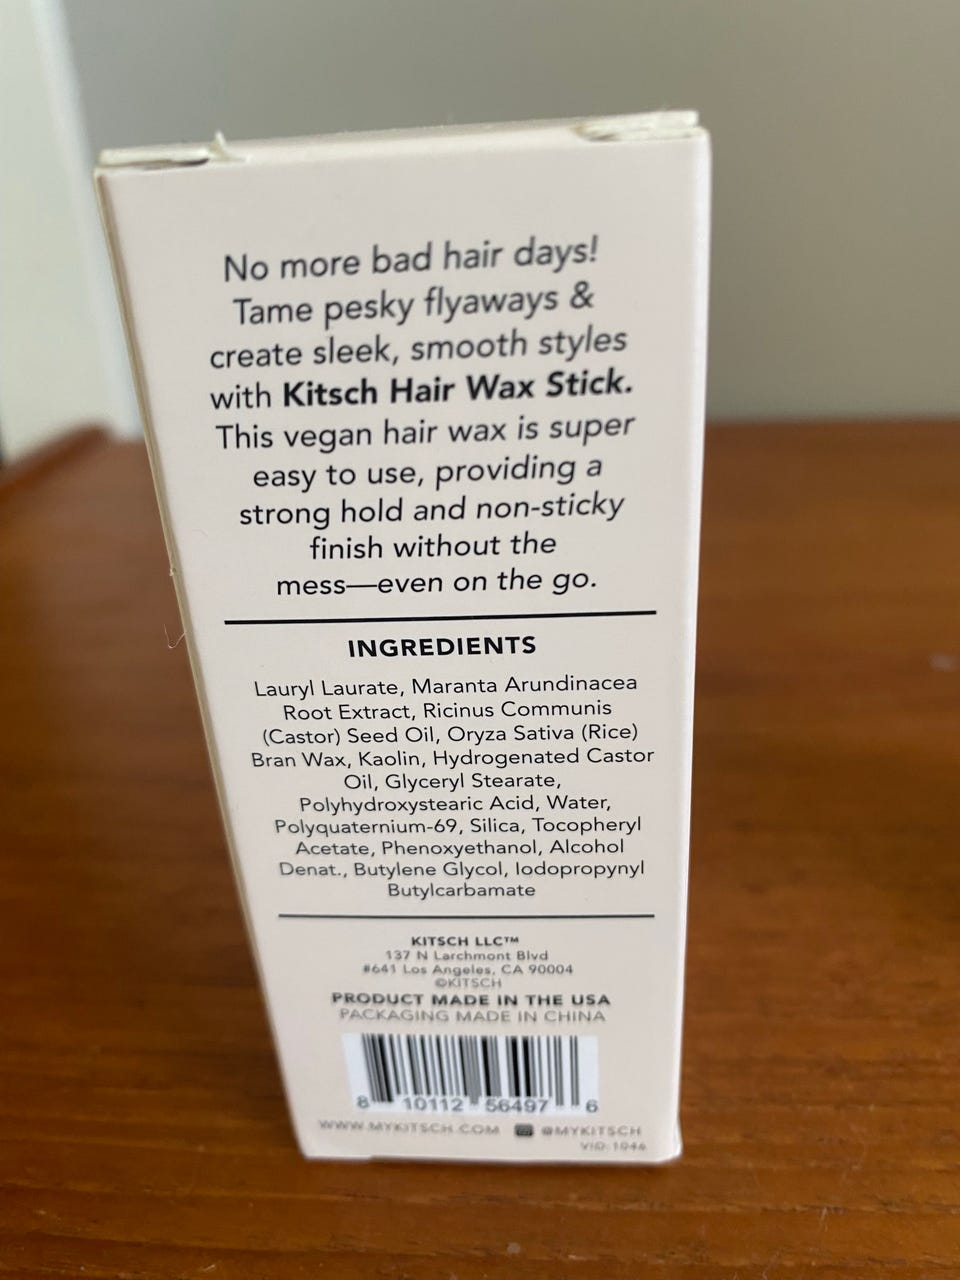 No more bad hair days!
Tame pesky flyaways &
create sleek, smooth styles
with Kitsch Hair Wax Stick.
This vegan hair wax is super
easy to use, providing a
strong hold and non-sticky
finish without the
mess—even on the go.
INGREDIENTS
Lauryl Laurate, Maranta Arundinacea
Root Extract, Ricinus Communis
(Castor) Seed Oil, Oryza Sativa (Rice)
Bran Wax, Kaolin, Hydrogenated Castor
Oil, Glyceryl Stearate,
Polyhydroxystearic Acid, Water,
Polyquaternium-69, Silica, Tocopheryl
Acetate, Phenoxyethanol, Alcohol
Denat., Butylene Glycol, Iodopropynyl
Butylcarbamate
KITSCH LLC™
137 N Larchmont Blvd
#641 Los Angeles, CA 90004
©KITSCH
PRODUCT MADE IN THE USA
PACKAGING MADE IN CHINA
8 10112 56497 6
WWW.MYKITSCH.COM @MYKITSCH
VID: 1046